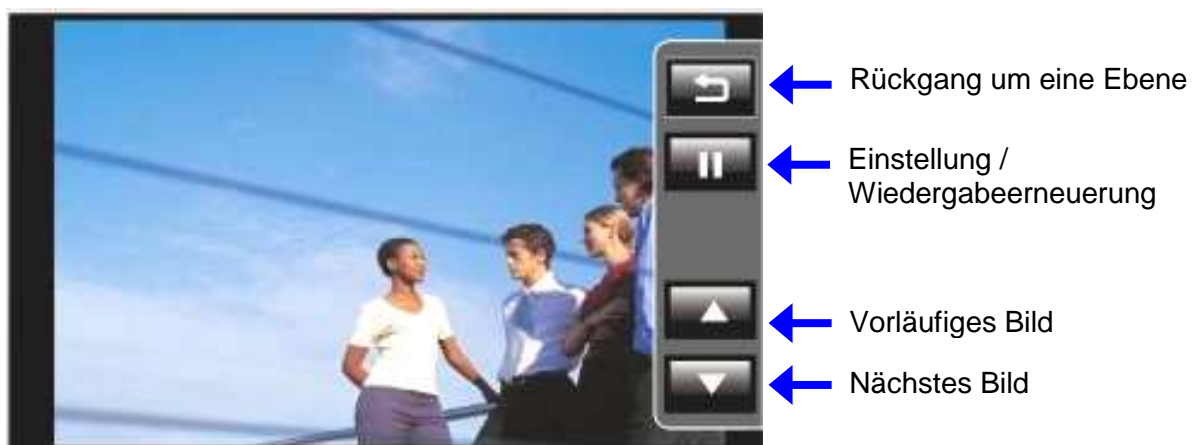 Rückgang um eine Ebene
Einstellung /
Wiedergabeerneuerung
Vorläufiges Bild
Nächstes Bild